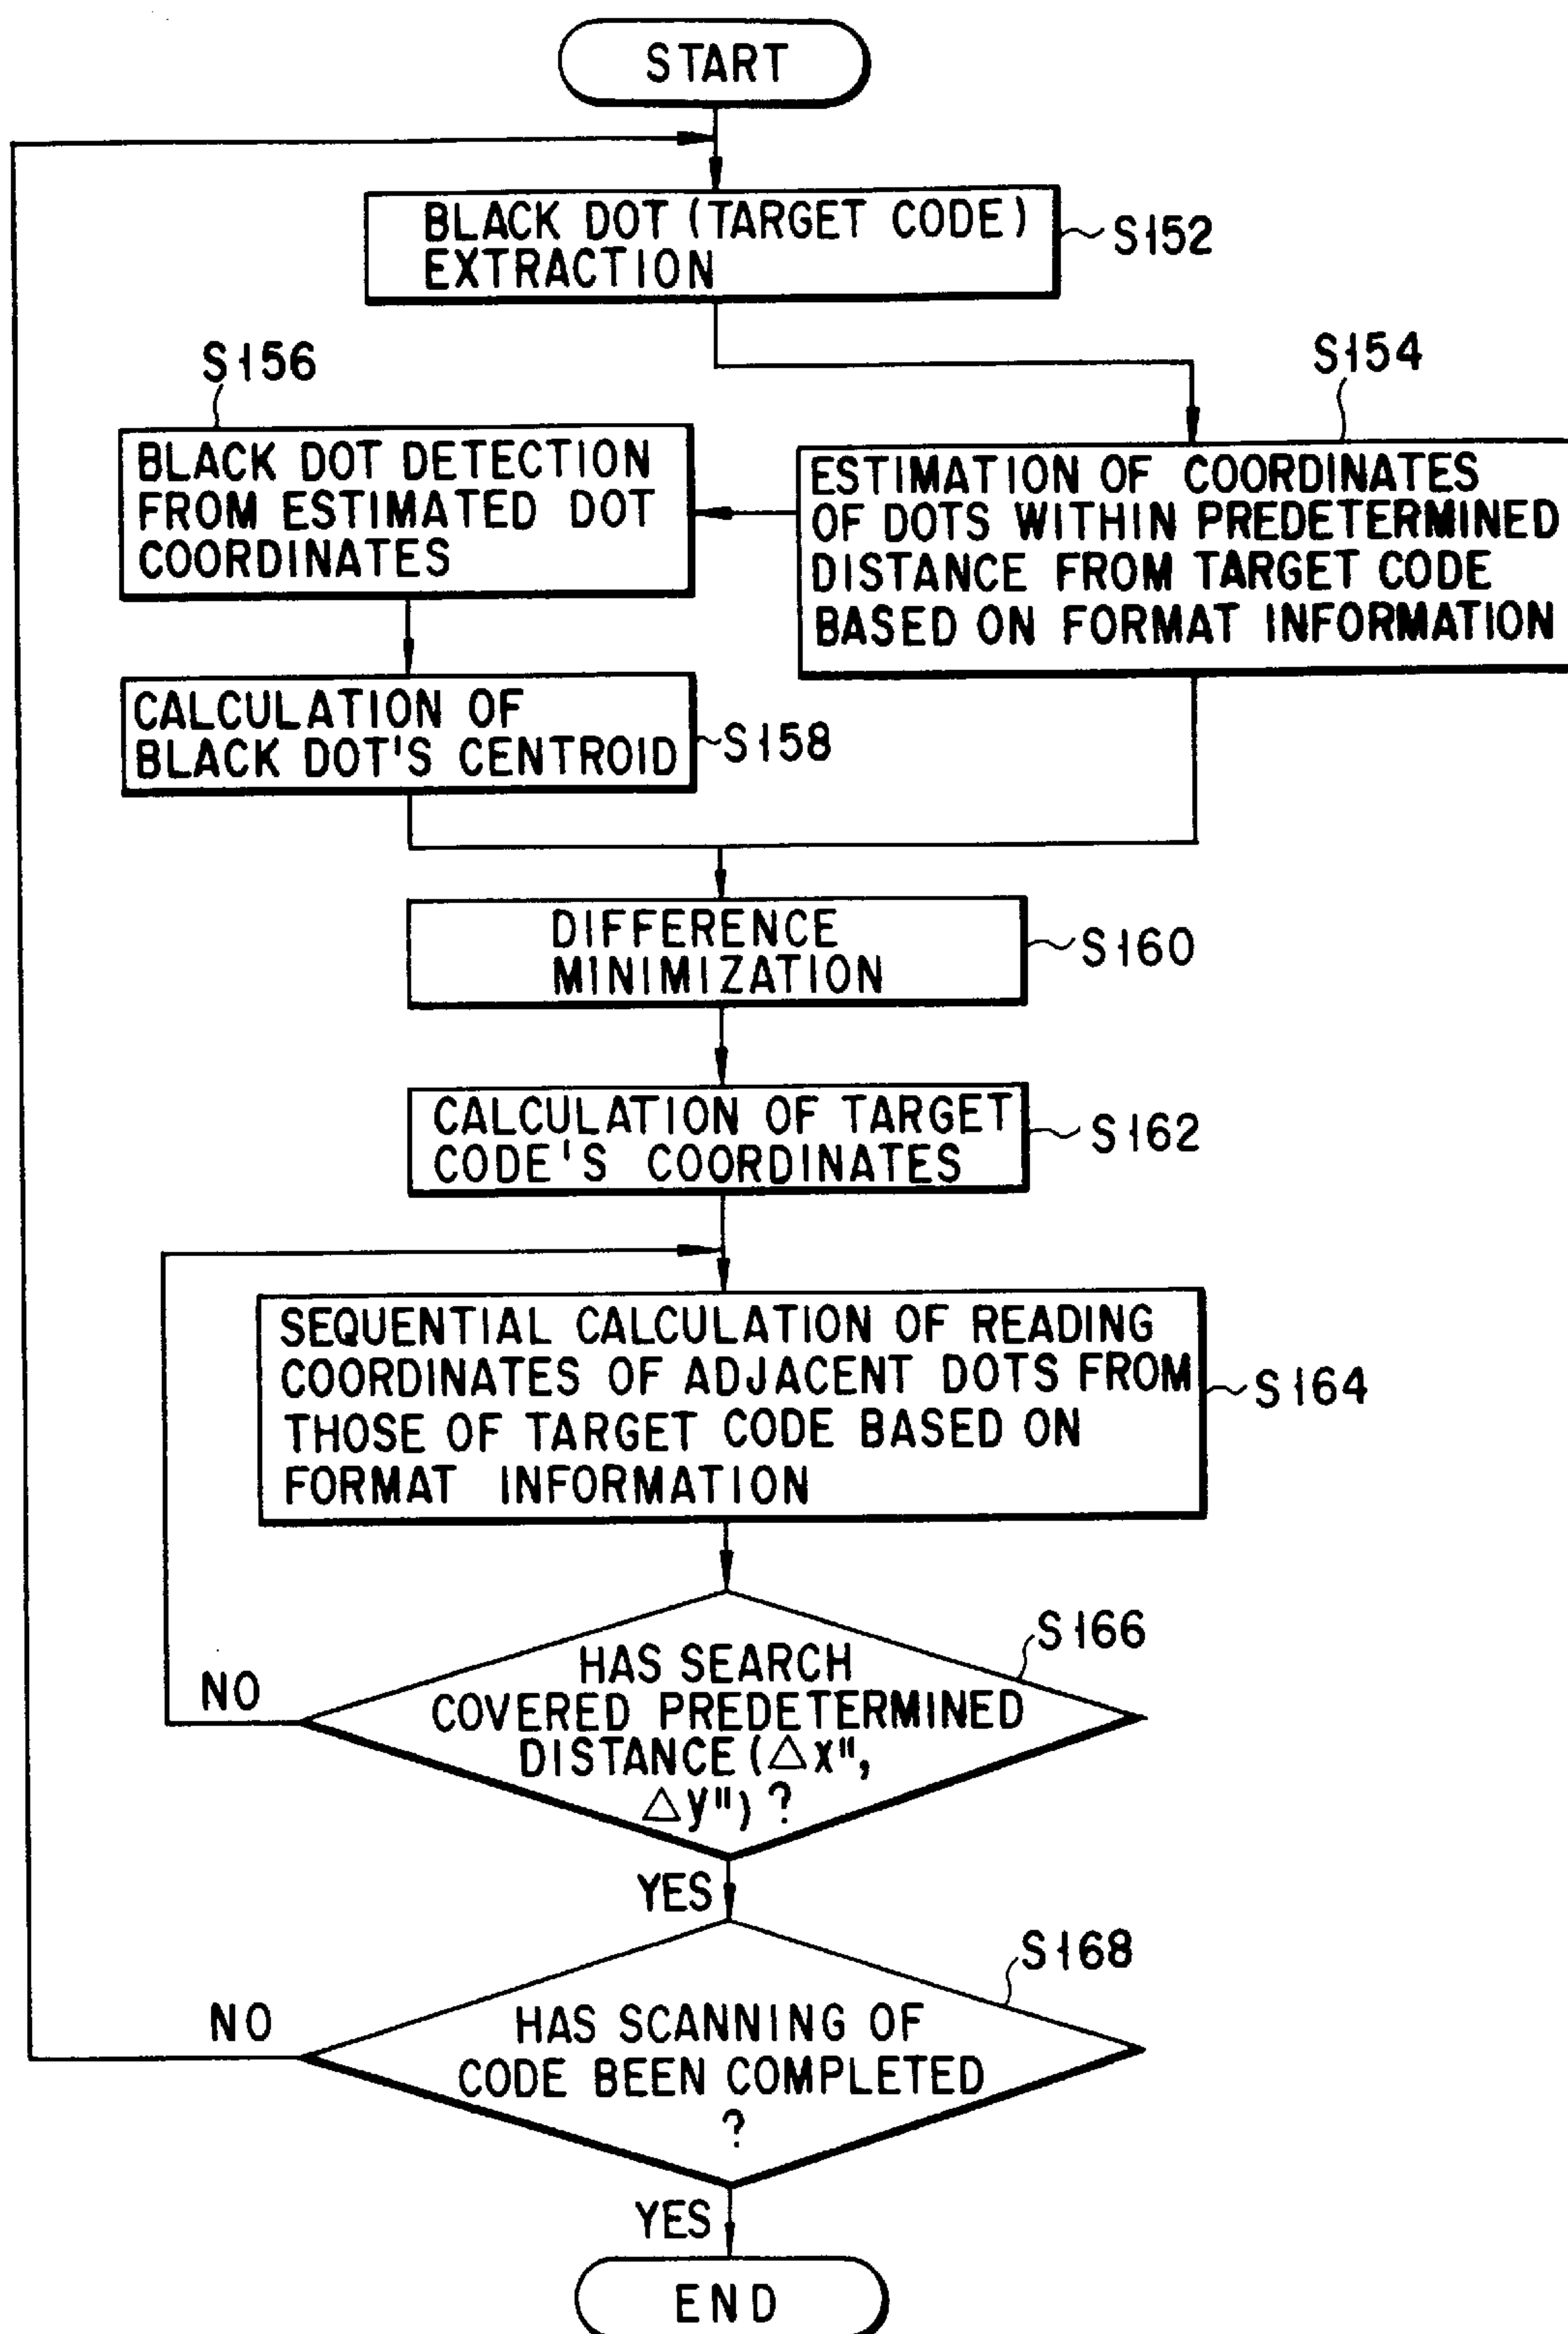 START
BLACK DOT (TARGET CODE)
EXTRACTION
S152
S156
S154
BLACK DOT DETECTION
FROM ESTIMATED DOT
COORDINATES
ESTIMATION OF COORDINATES
OF DOTS WITHIN PREDETERMINED
DISTANCE FROM TARGET CODE
BASED ON FORMAT INFORMATION
CALCULATION OF
BLACK DOT'S CENTROID
S158
DIFFERENCE
MINIMIZATION
S160
CALCULATION OF TARGET
CODE'S COORDINATES
S162
SEQUENTIAL CALCULATION OF READING
COORDINATES OF ADJACENT DOTS FROM
THOSE OF TARGET CODE BASED ON
FORMAT INFORMATION
S164
S166
HAS SEARCH
COVERED PREDETERMINED
DISTANCE (△x",
△y") ?
NO
YES
S168
HAS SCANNING OF
CODE BEEN COMPLETED
?
NO
YES
END